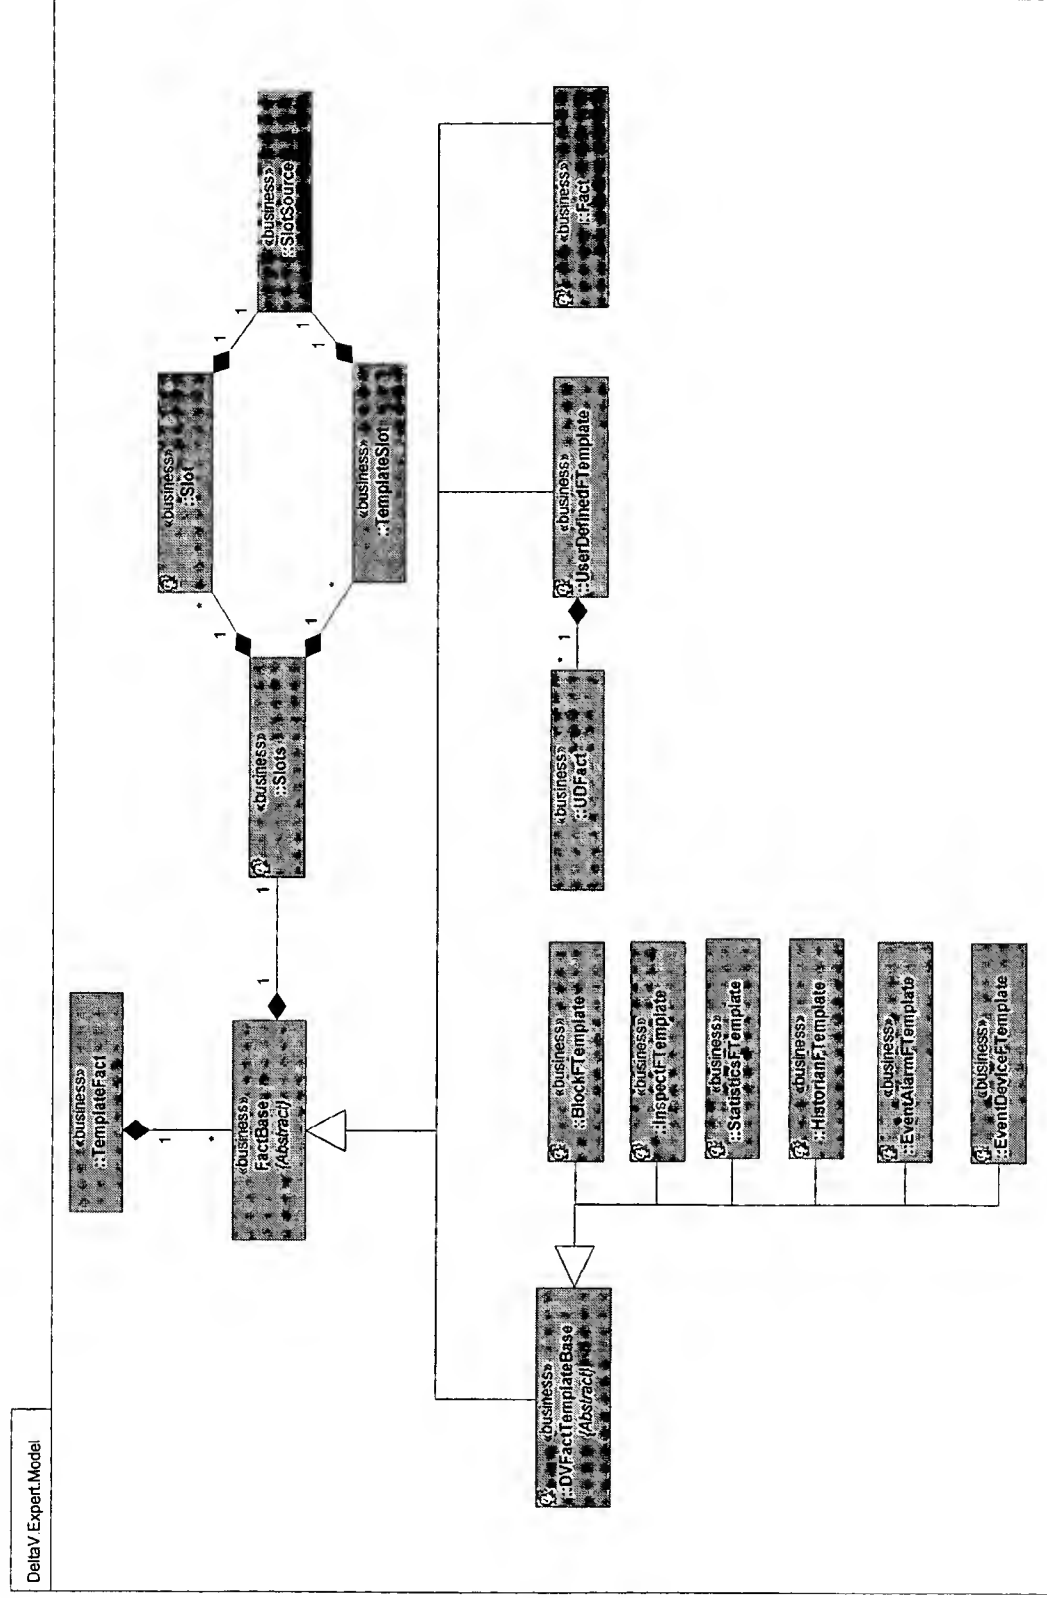 DeltaV.Expert.Model
«business»
::TemplateFact
1
*
«business»
FactBase
{Abstract}
1
1
«business»
::Slots
1
*
1
*
«business»
::Slot
«business»
::TemplateSlot
1
1
1
1
«business»
::SlotSource
«business»
::DVFactTemplateBase
{Abstract}
«business»
::BlockFTemplate
«business»
::InspectFTemplate
«business»
::StatisticsFTemplate
«business»
::HistorianFTemplate
«business»
::EventAlarmFTemplate
«business»
::EventDeviceFTemplate
«business»
::UDFact
*
1
«business»
::UserDefinedFTemplate
«business»
::Fact